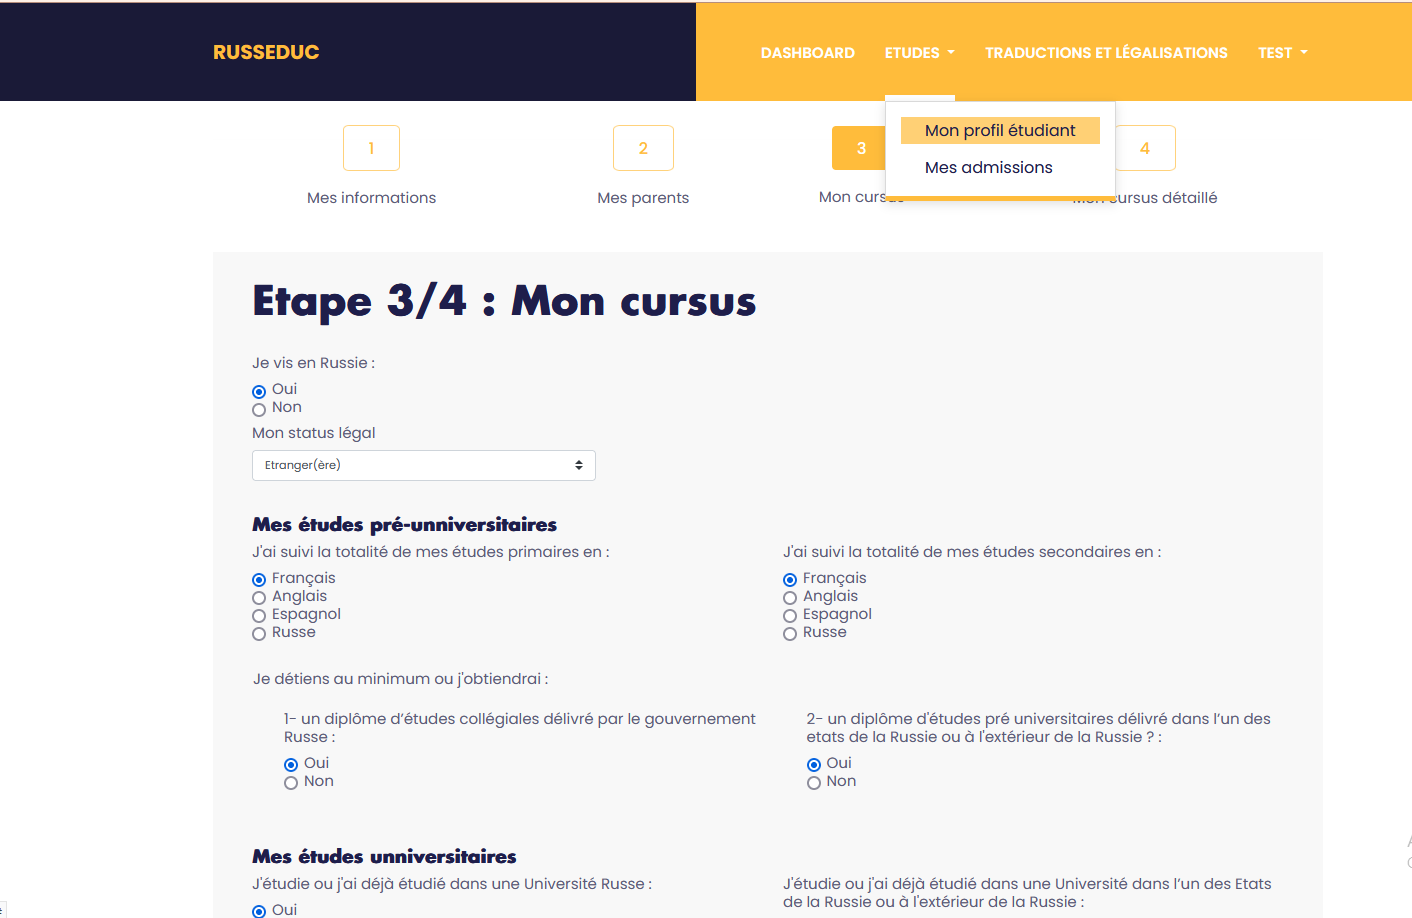 RUSSEDUC
DASHBOARD ETUDES TRADUCTIONS ET LÉGALISATIONS TEST
Mon profil étudiant
Mes admissions
1 2 3 4
Mes informations Mes parents Mon cursus Mon cursus détaillé
Etape 3/4 : Mon cursus
Je vis en Russie :
Oui
Non
Mon status légal
Etranger(ère)
Mes études pré-unniversitaires
J'ai suivi la totalité de mes études primaires en :
Français
Anglais
Espagnol
Russe
J'ai suivi la totalité de mes études secondaires en :
Français
Anglais
Espagnol
Russe
Je détiens au minimum ou j'obtiendrai :
1- un diplôme d’études collégiales délivré par le gouvernement
Russe :
Oui
Non
2- un diplôme d'études pré universitaires délivré dans l’un des
etats de la Russie ou à l'extérieur de la Russie ? :
Oui
Non
Mes études unniversitaires
J'étudie ou j'ai déjà étudié dans une Université Russe :
Oui
J'étudie ou j'ai déjà étudié dans une Université dans l’un des Etats
de la Russie ou à l'extérieur de la Russie :